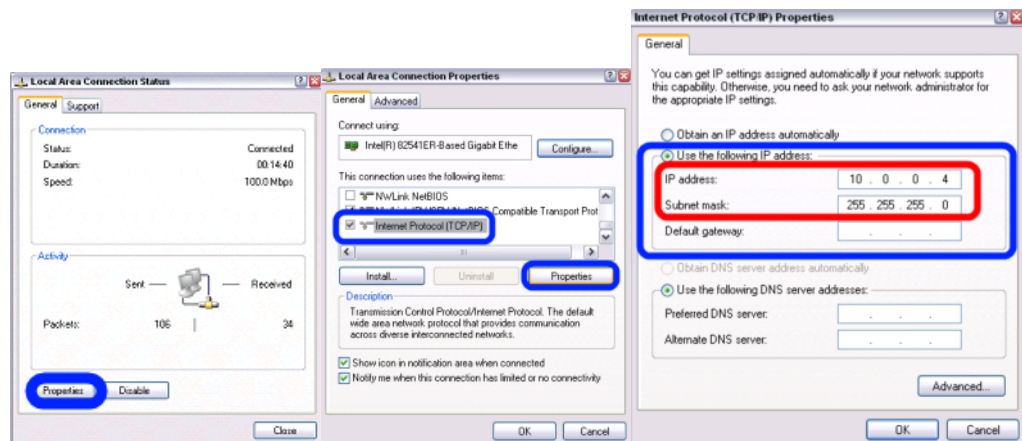 Local Area Connection Status
General Support
Connection
Status: Connected
Duration: 00:14:40
Speed: 100.0 Mbps
Activity
Sent — — Received
Packets: 106 | 34
Properties Disable
Close
Local Area Connection Properties
General Advanced
Connect using:
Intel(R) 82541ER-Based Gigabit Ethe Configure...
This connection uses the following items:
NWLink NetBIOS
Compatible Transport Prot
Internet Protocol (TCP/IP)
Install... Uninstall Properties
Description
Transmission Control Protocol/Internet Protocol. The default
wide area network protocol that provides communication
across diverse interconnected networks.
Show icon in notification area when connected
Notify me when this connection has limited or no connectivity
OK Cancel
Internet Protocol (TCP/IP) Properties
General
You can get IP settings assigned automatically if your network supports
this capability. Otherwise, you need to ask your network administrator for
the appropriate IP settings.
Obtain an IP address automatically
Use the following IP address:
IP address: 10 . 0 . 0 . 4
Subnet mask: 255 . 255 . 255 . 0
Default gateway: . . .
Obtain DNS server address automatically
Use the following DNS server addresses:
Preferred DNS server: . . .
Alternate DNS server: . . .
Advanced...
OK Cancel